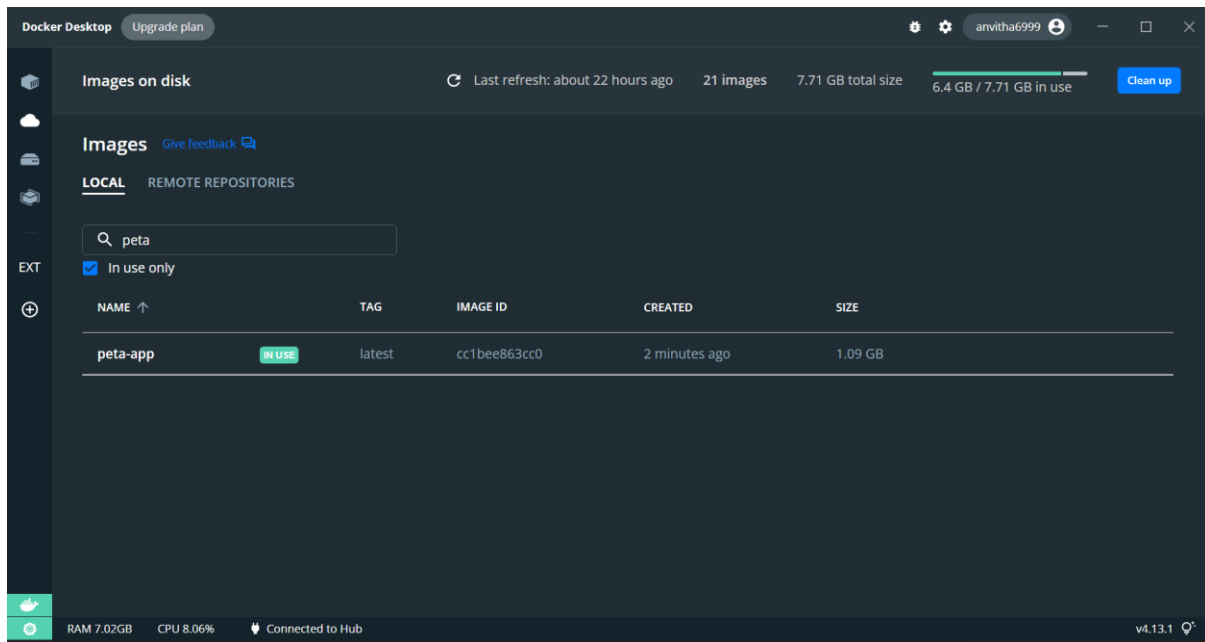 Docker Desktop Upgrade plan anvitha6999
Images on disk Last refresh: about 22 hours ago 21 images 7.71 GB total size 6.4 GB / 7.71 GB in use Clean up
Images Give feedback
LOCAL REMOTE REPOSITORIES
peta
In use only
EXT
NAME TAG IMAGE ID CREATED SIZE
peta-app IN USE latest cc1bee863cc0 2 minutes ago 1.09 GB
RAM 7.02GB CPU 8.06% Connected to Hub v4.13.1